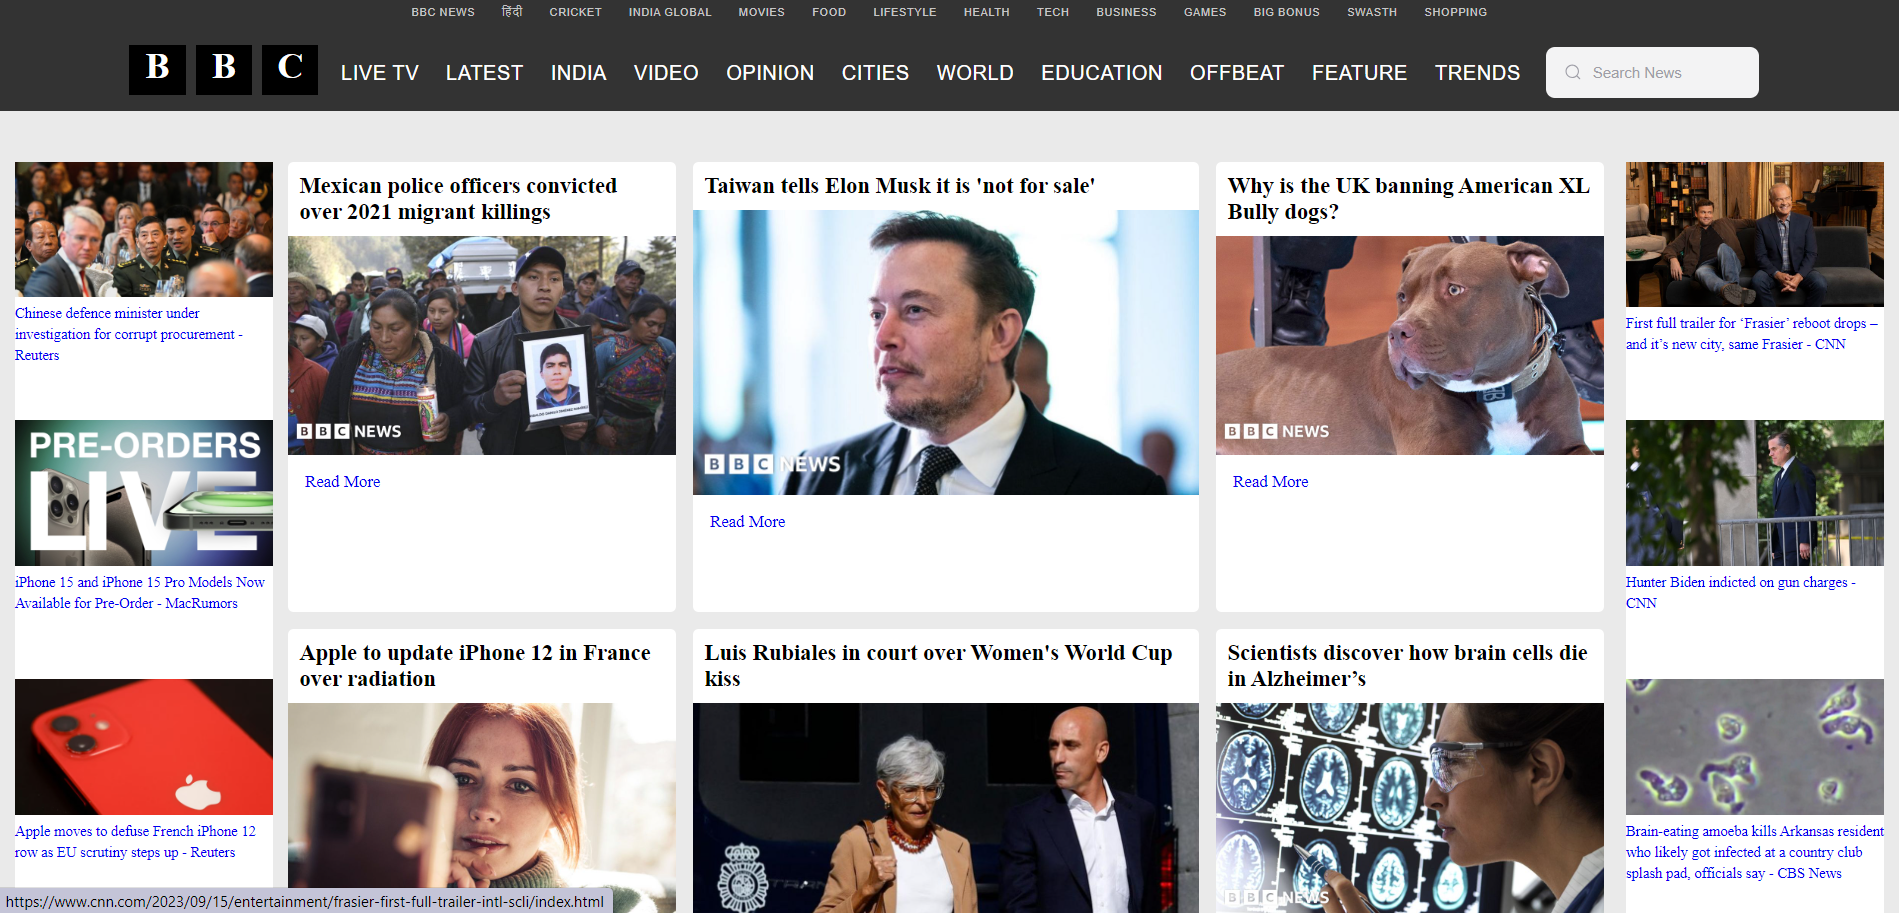 BBC NEWS हिंदी CRICKET INDIA GLOBAL MOVIES FOOD LIFESTYLE HEALTH TECH BUSINESS GAMES BIG BONUS SWASTH SHOPPING
B B C LIVE TV LATEST INDIA VIDEO OPINION CITIES WORLD EDUCATION OFFBEAT FEATURE TRENDS Search News
Chinese defence minister under
investigation for corrupt procurement -
Reuters
PRE-ORDERS
LIVE
iPhone 15 and iPhone 15 Pro Models Now
Available for Pre-Order - MacRumors
Apple moves to defuse French iPhone 12
row as EU scrutiny steps up - Reuters
Mexican police officers convicted
over 2021 migrant killings
BBC NEWS
Read More
Taiwan tells Elon Musk it is 'not for sale'
BBC NEWS
Read More
Why is the UK banning American XL
Bully dogs?
BBC NEWS
Read More
Apple to update iPhone 12 in France
over radiation
Luis Rubiales in court over Women's World Cup
kiss
Scientists discover how brain cells die
in Alzheimer’s
BBC NEWS
First full trailer for ‘Frasier’ reboot drops –
and it’s new city, same Frasier - CNN
Hunter Biden indicted on gun charges -
CNN
Brain-eating amoeba kills Arkansas resident
who likely got infected at a country club
splash pad, officials say - CBS News
https://www.cnn.com/2023/09/15/entertainment/frasier-first-full-trailer-intl-scli/index.html